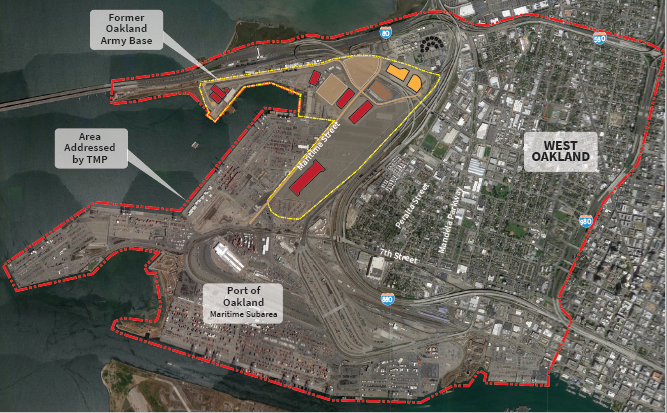 Former
Oakland
Army Base
80
580
Area
Addressed
by TMP
Maritime Street
WEST
OAKLAND
Peralta Street
Mandela Parkway
980
7th Street
Port of
Oakland
Maritime Subarea
880